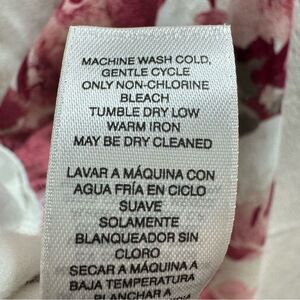 MACHINE WASH COLD,
GENTLE CYCLE
ONLY NON-CHLORINE
BLEACH
TUMBLE DRY LOW
WARM IRON
MAY BE DRY CLEANED
LAVAR A MÁQUINA CON
AGUA FRÍA EN CICLO
SUAVE
SOLAMENTE
BLANQUEADOR SIN
CLORO
SECAR A MÁQUINA A
BAJA TEMPERATURA
PLANCHAR A